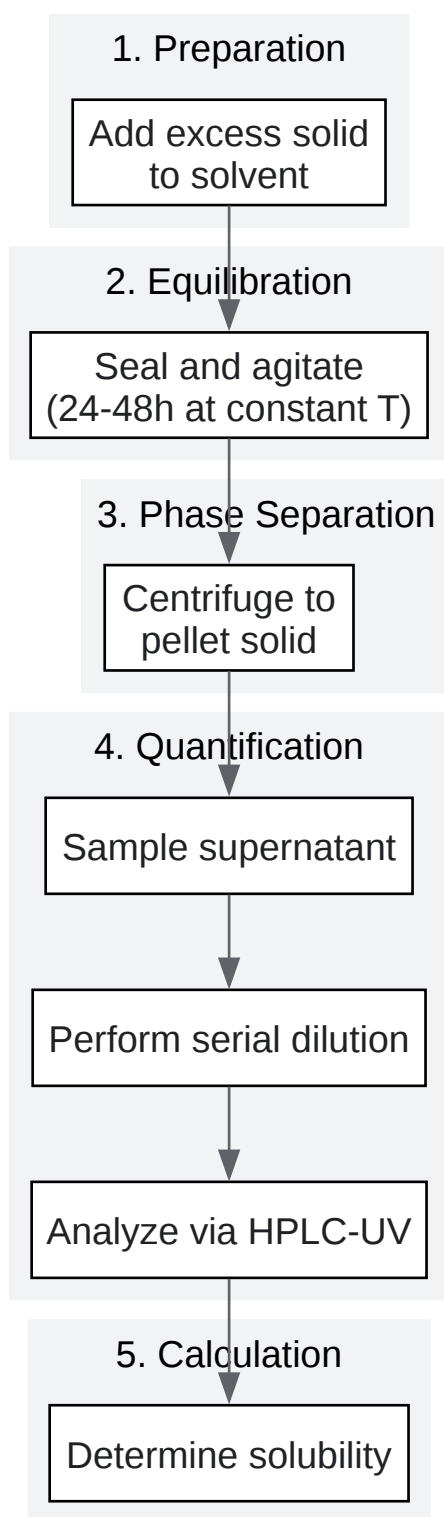 1. Preparation
Add excess solid
to solvent
2. Equilibration
Seal and agitate
(24-48h at constant T)
3. Phase Separation
Centrifuge to
pellet solid
4. Quantification
Sample supernatant
Perform serial dilution
Analyze via HPLC-UV
5. Calculation
Determine solubility